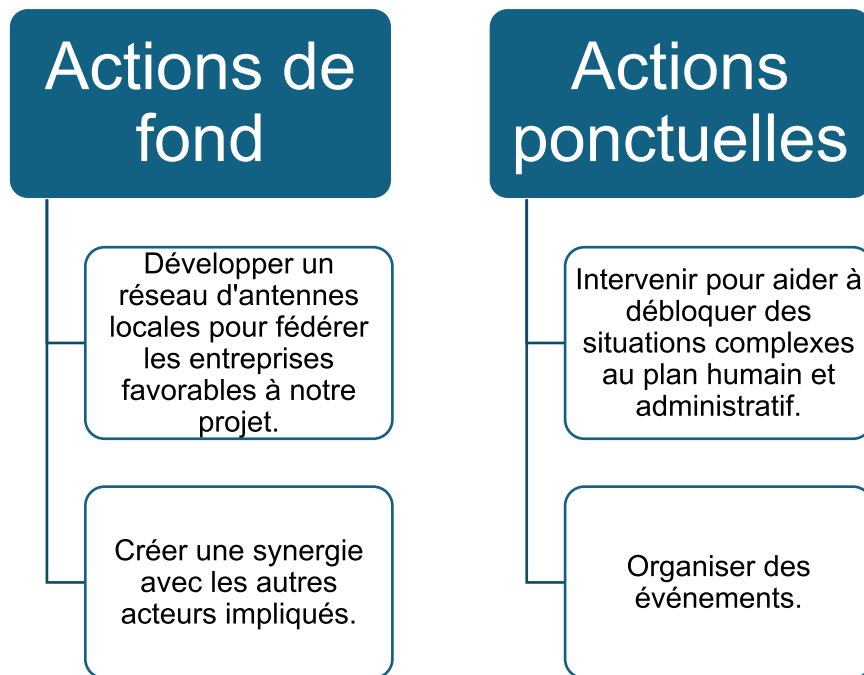 Actions de
fond
Développer un
réseau d'antennes
locales pour fédérer
les entreprises
favorables à notre
projet.
Créer une synergie
avec les autres
acteurs impliqués.
Actions
ponctuelles
Intervenir pour aider à
débloquer des
situations complexes
au plan humain et
administratif.
Organiser des
événements.